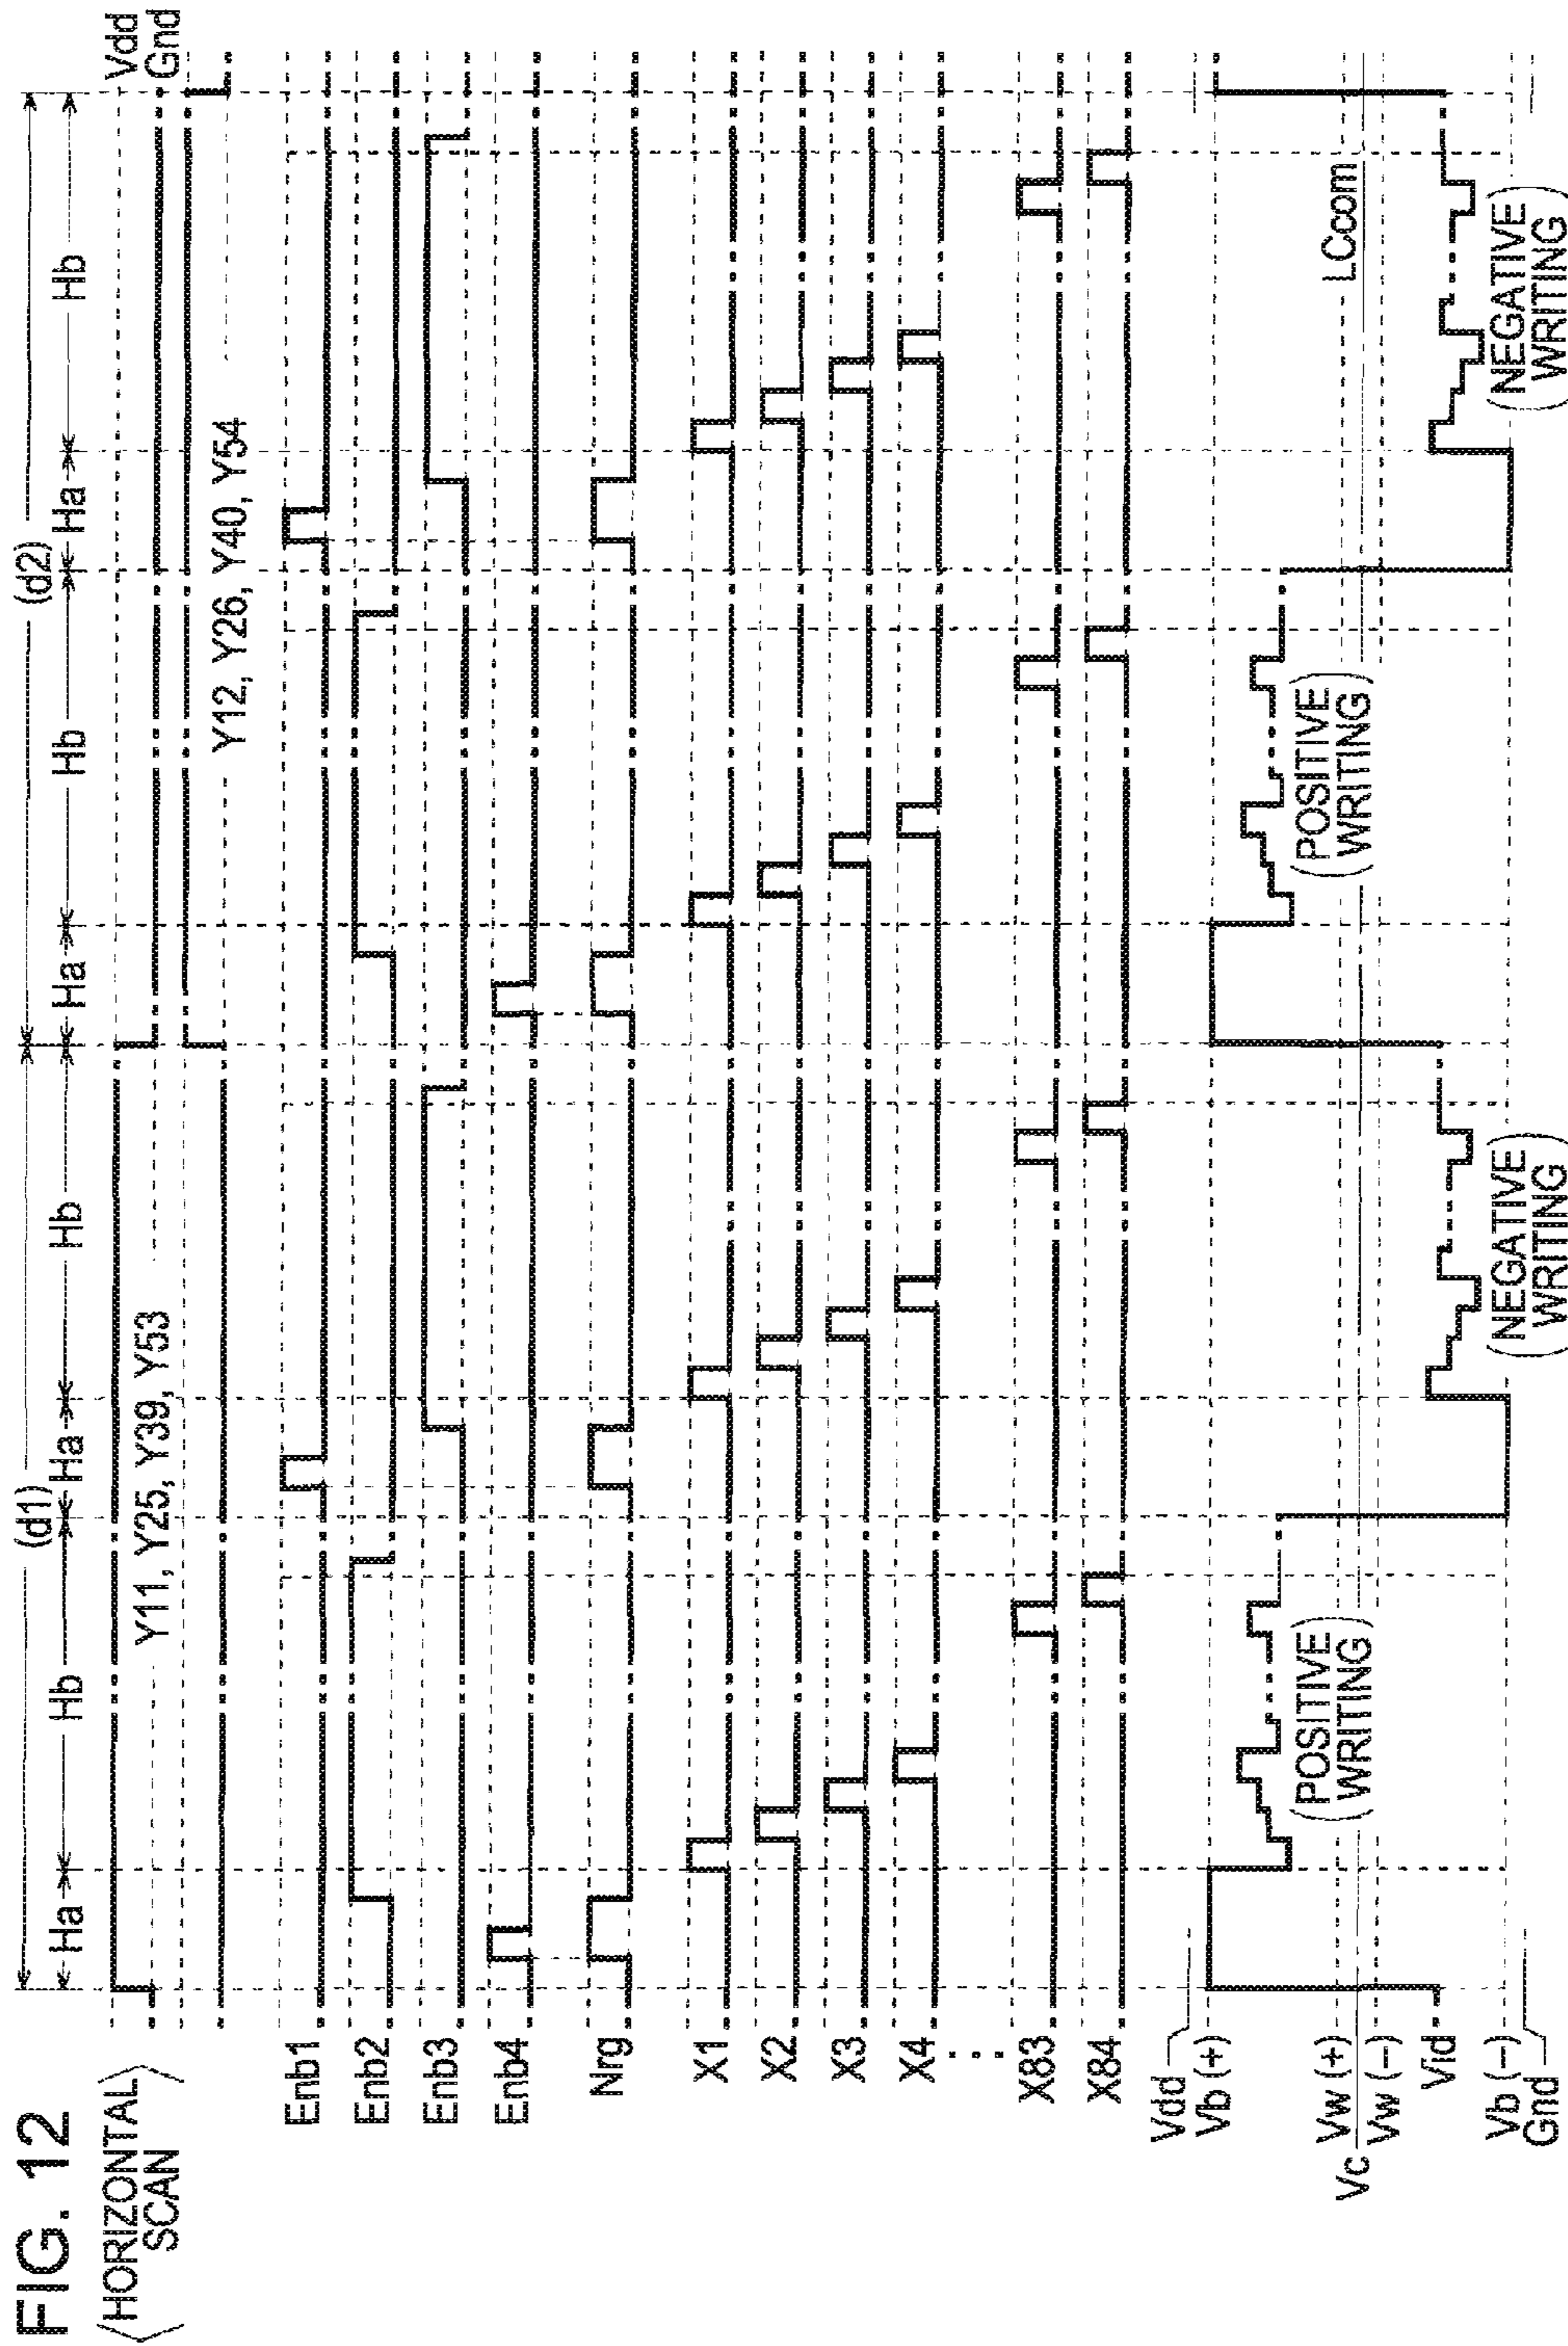 FIG. 12
⟨HORIZONTAL
SCAN⟩
(d1) (d2)
Ha Hb Ha Hb Ha Hb Ha Hb
Vdd
Gnd
Y11, Y25, Y39, Y53
Y12, Y26, Y40, Y54
Enb1
Enb2
Enb3
Enb4
Nrg
X1
X2
X3
X4
⋮
X83
X84
Vdd
Vb (+)
(POSITIVE
WRITING)
(POSITIVE
WRITING)
Vw (+)
Vc
LCcom
Vw (−)
Vid
(NEGATIVE
WRITING)
(NEGATIVE
WRITING)
Vb (−)
Gnd